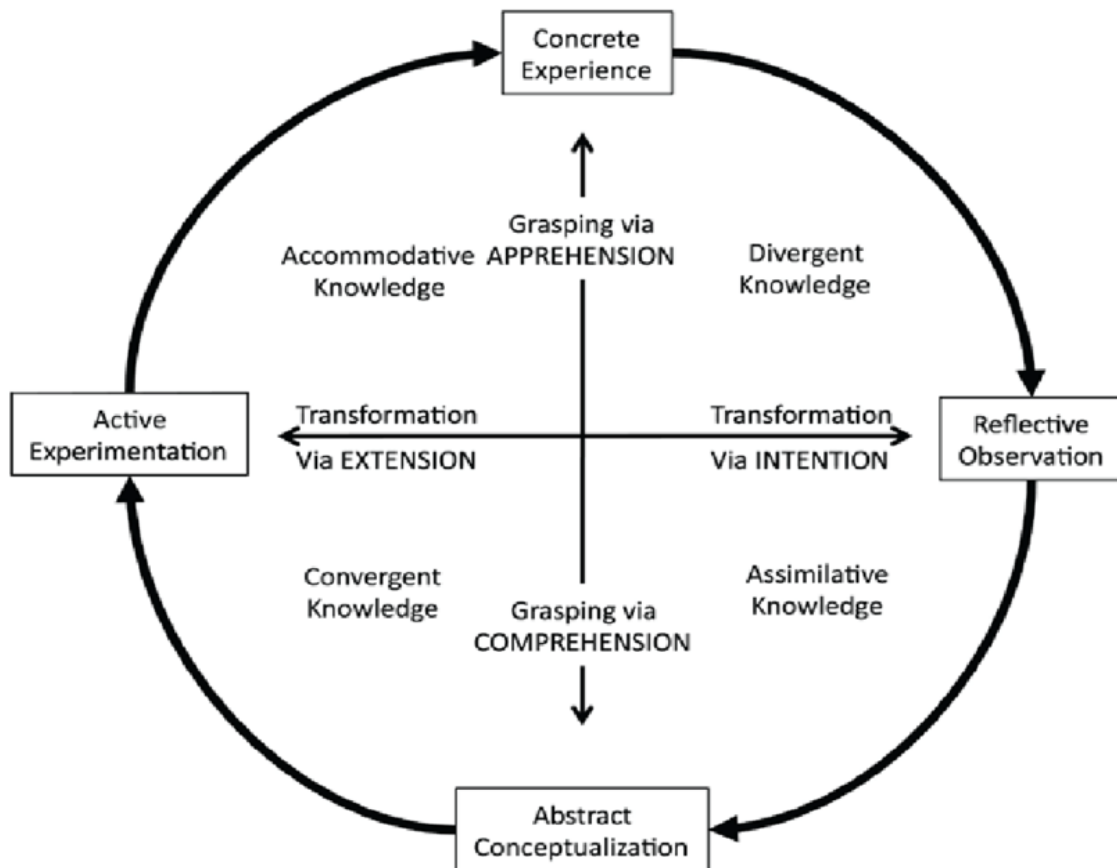 Concrete
Experience
Grasping via
APPREHENSION
Accommodative
Knowledge
Divergent
Knowledge
Active
Experimentation
Transformation
Via EXTENSION
Transformation
Via INTENTION
Reflective
Observation
Convergent
Knowledge
Grasping via
COMPREHENSION
Assimilative
Knowledge
Abstract
Conceptualization